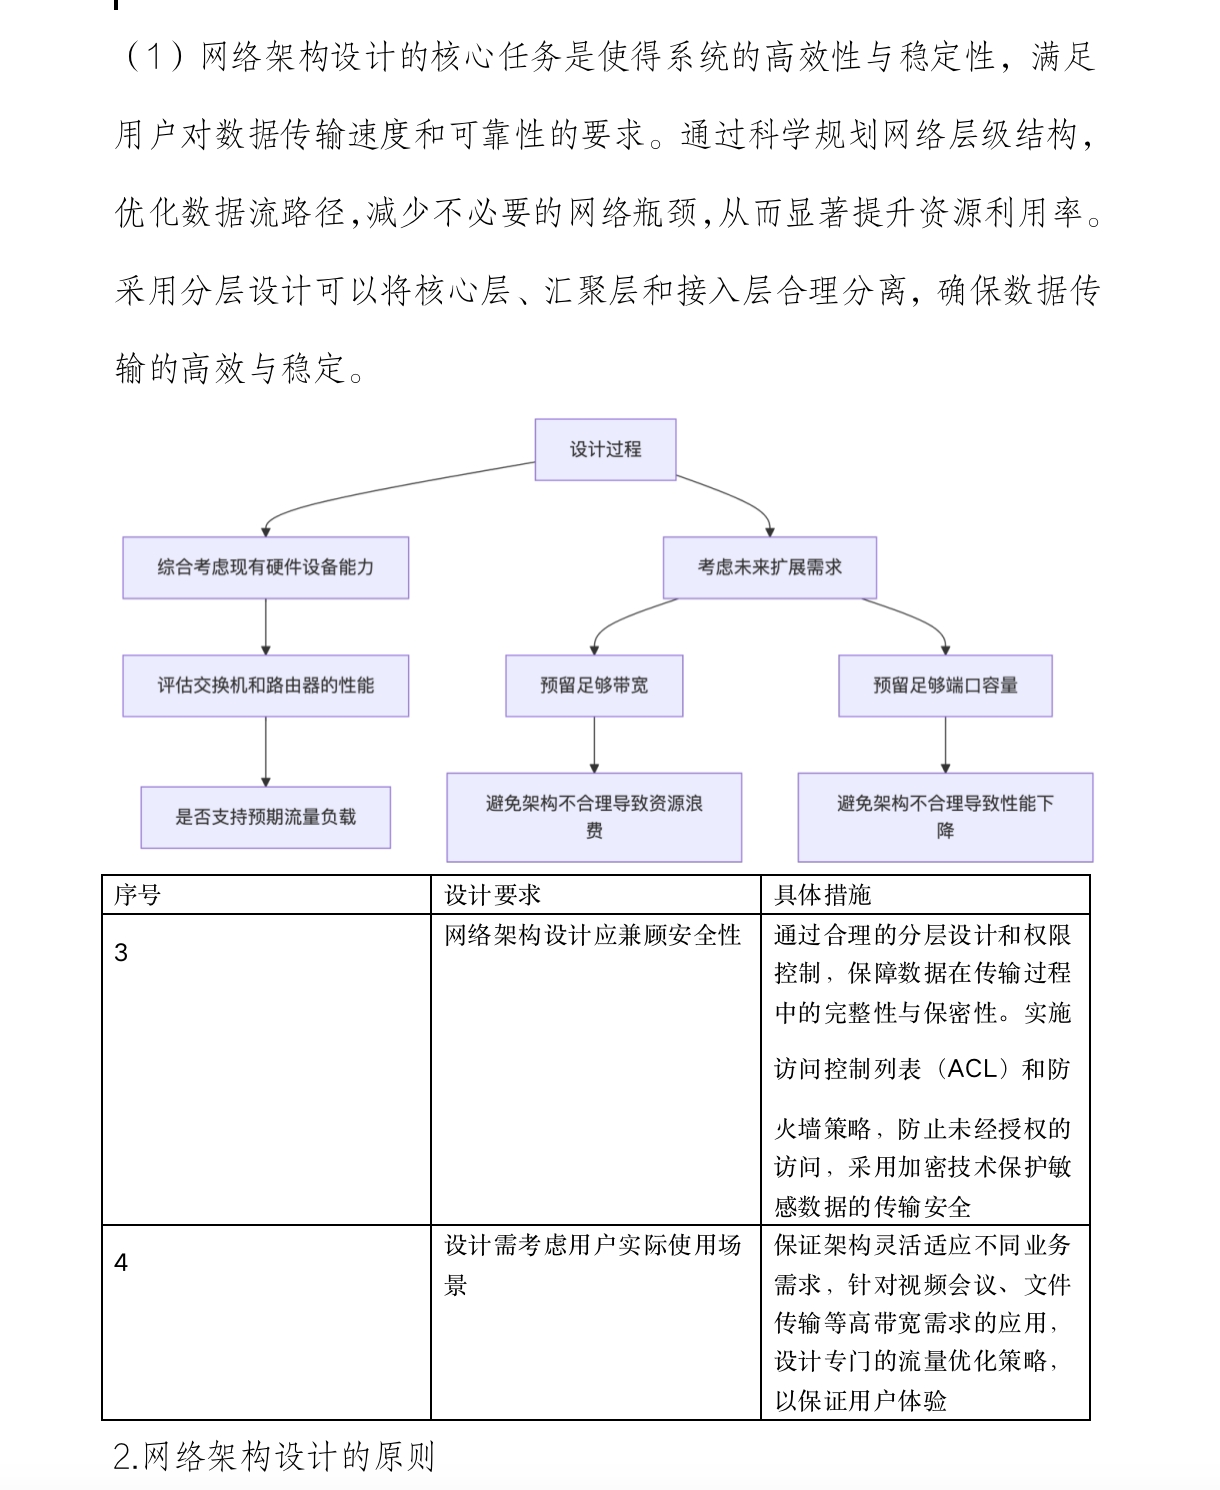 （1）网络架构设计的核心任务是使得系统的高效性与稳定性，满足
用户对数据传输速度和可靠性的要求。通过科学规划网络层级结构，
优化数据流路径，减少不必要的网络瓶颈，从而显著提升资源利用率。
采用分层设计可以将核心层、汇聚层和接入层合理分离，确保数据传
输的高效与稳定。
设计过程
综合考虑现有硬件设备能力
考虑未来扩展需求
评估交换机和路由器的性能
预留足够带宽
预留足够端口容量
是否支持预期流量负载
避免架构不合理导致资源浪
费
避免架构不合理导致性能下
降
序号
设计要求
具体措施
3
网络架构设计应兼顾安全性
通过合理的分层设计和权限
控制，保障数据在传输过程
中的完整性与保密性。实施
访问控制列表（ACL）和防
火墙策略，防止未经授权的
访问，采用加密技术保护敏
感数据的传输安全
4
设计需考虑用户实际使用场
景
保证架构灵活适应不同业务
需求，针对视频会议、文件
传输等高带宽需求的应用，
设计专门的流量优化策略，
以保证用户体验
2.网络架构设计的原则